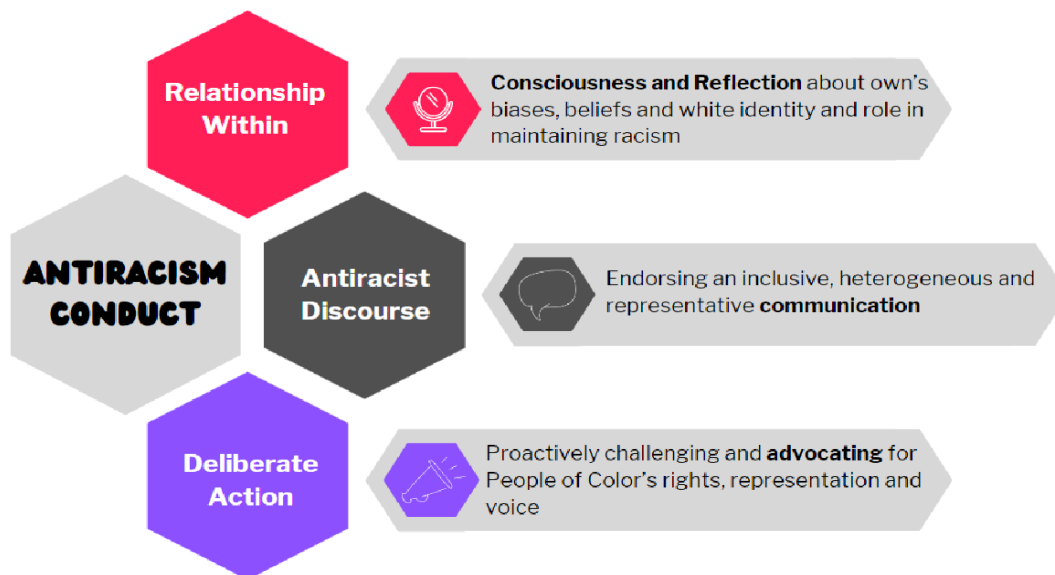 Relationship
Within
Consciousness and Reflection about own's
biases, beliefs and white identity and role in
maintaining racism
ANTIRACISM
CONDUCT
Antiracist
Discourse
Endorsing an inclusive, heterogeneous and
representative communication
Deliberate
Action
Proactively challenging and advocating for
People of Color's rights, representation and
voice